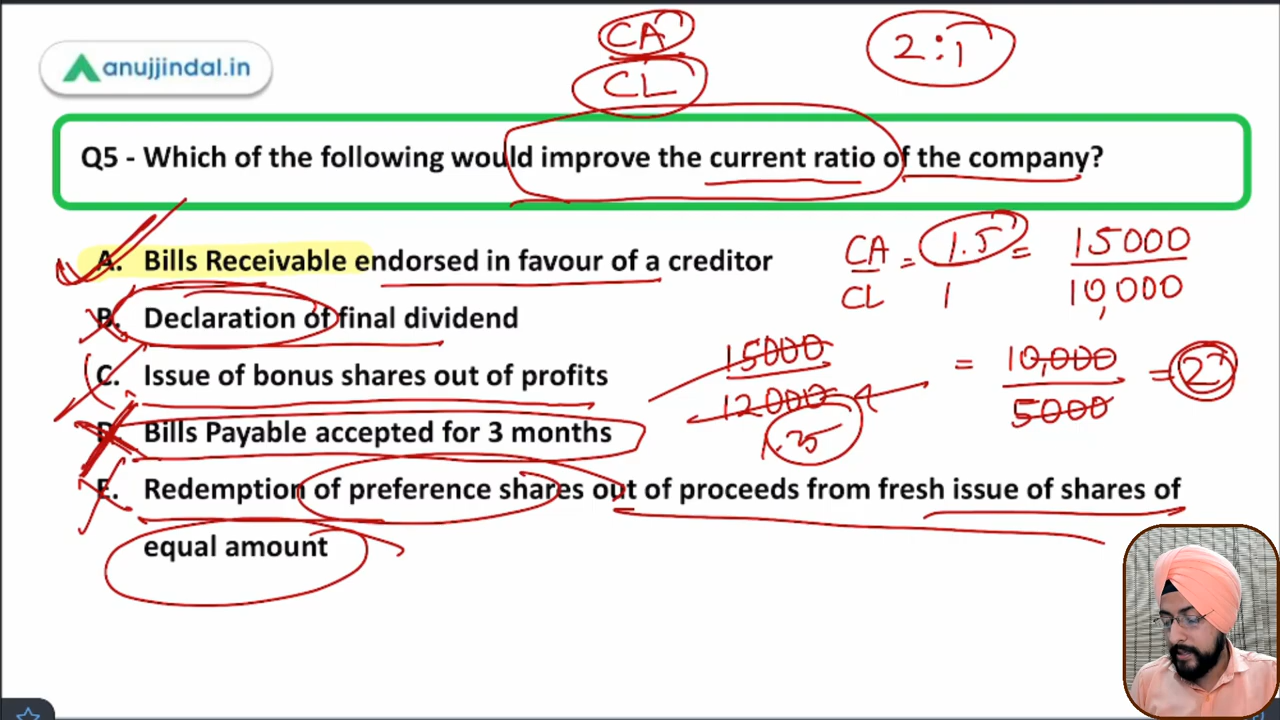 CA
CL
2:1
anujjindal.in
Q5 - Which of the following would improve the current ratio of the company?
A. Bills Receivable endorsed in favour of a creditor
B. Declaration of final dividend
C. Issue of bonus shares out of profits
Bills Payable accepted for 3 months
E. Redemption of preference shares out of proceeds from fresh issue of shares of
equal amount
CA = 1.5 = 15000
CL 1 10,000
15000
12000
1.25
= 10,000 = 2
5000